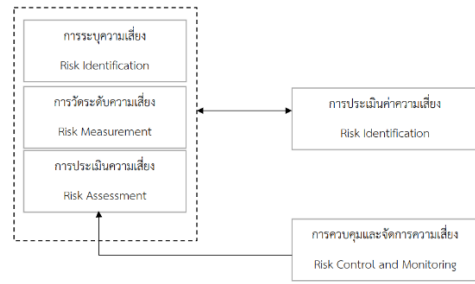 การระบุความเสี่ยง
Risk Identification
การวัดระดับความเสี่ยง
Risk Measurement
การประเมินความเสี่ยง
Risk Assessment
การประเมินค่าความเสี่ยง
Risk Identification
การควบคุมและจัดการความเสี่ยง
Risk Control and Monitoring